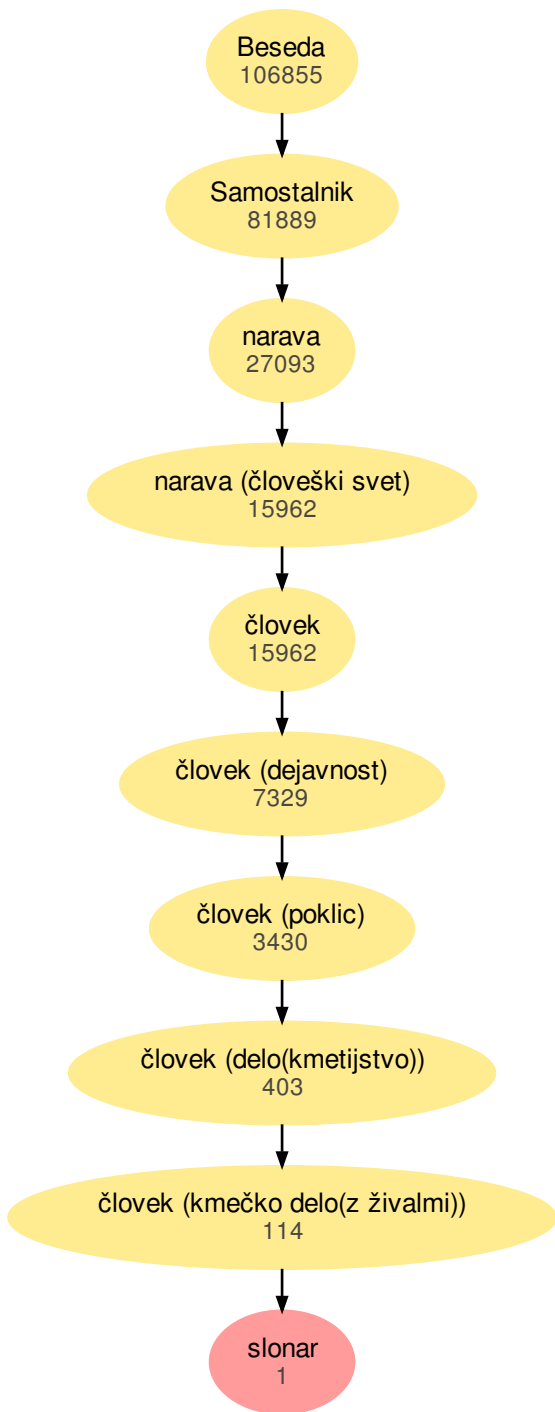 Beseda
106855
Samostalnik
81889
narava
27093
narava (človeški svet)
15962
človek
15962
človek (dejavnost)
7329
človek (poklic)
3430
človek (delo(kmetijstvo))
403
človek (kmečko delo(z živalmi))
114
slonar
1